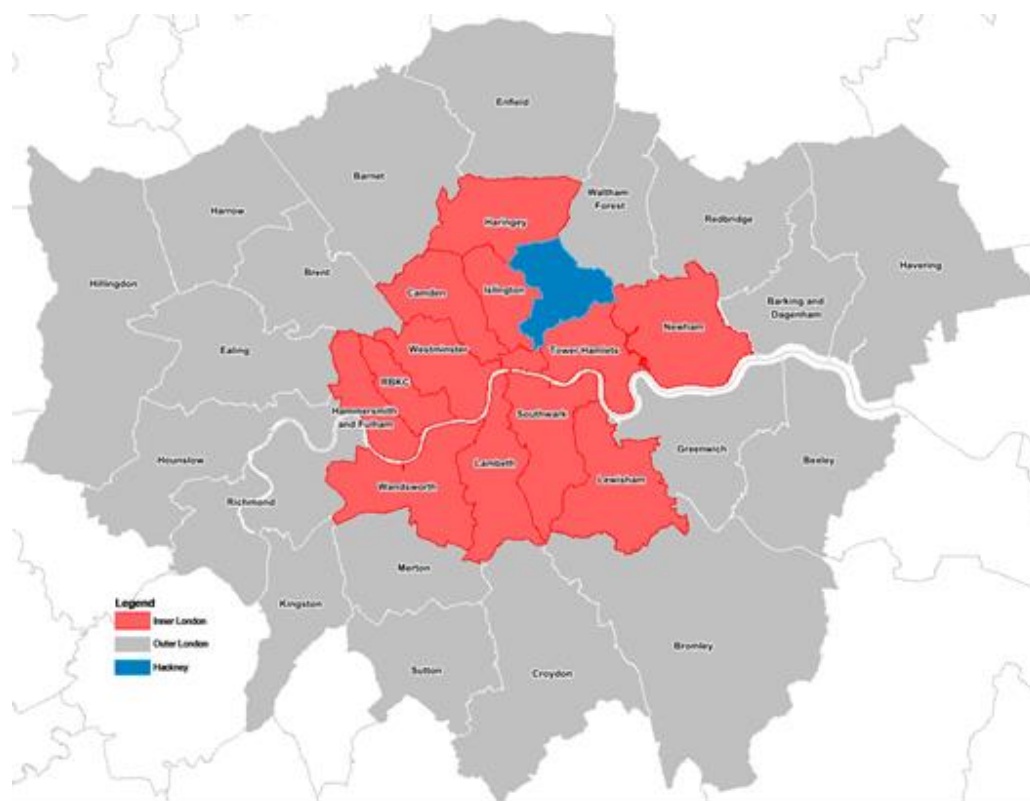 Enfield
Barnet
Waltham
Forest
Haringey
Redbridge
Harrow
Havering
Brent
Hillingdon
Camden
Islington
Barking and
Dagenham
Newham
Ealing
Westminster
Tower Hamlets
RBKC
Hammersmith
and Fulham
Southwark
Greenwich
Hounslow
Bexley
Lambeth
Lewisham
Wandsworth
Richmond
Merton
Kingston
Bromley
Sutton
Croydon
Legend
Inner London
Outer London
Hackney